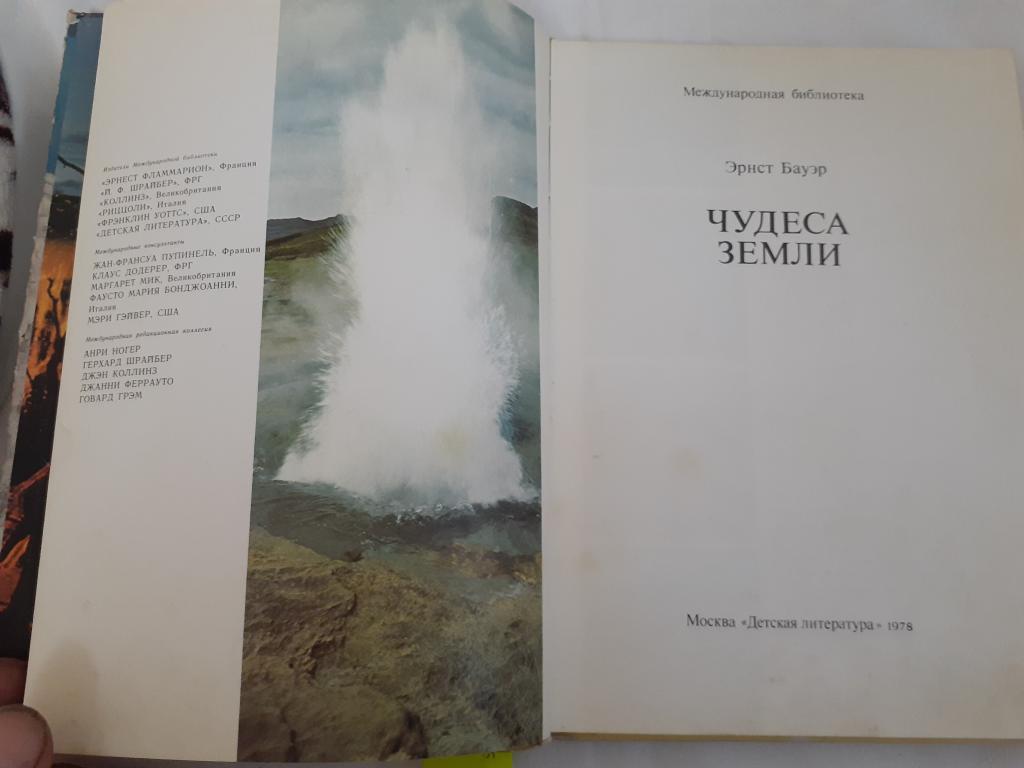 Издатели Международной библиотеки
«ЭРНЕСТ ФЛАММАРИОН», Франция
«Й. Ф. ШРАЙБЕР», ФРГ
«КОЛЛИНЗ», Великобритания
«РИЦЦОЛИ», Италия
«ФРЭНКЛИН УОТТС», США
«ДЕТСКАЯ ЛИТЕРАТУРА», СССР
Международные консультанты
ЖАН-ФРАНСУА ПУПИНЕЛЬ, Франция
КЛАУС ДОДЕРЕР, ФРГ
МАРГАРЕТ МИК, Великобритания
ФАУСТО МАРИЯ БОНДЖОАННИ,
Италия
МЭРИ ГЭЙВЕР, США
Международная редакционная коллегия
АНРИ НОГЕР
ГЕРХАРД ШРАЙБЕР
ДЖЭН КОЛЛИНЗ
ДЖАННИ ФЕРРАУТО
ГОВАРД ГРЭМ
Международная библиотека
Эрнст Бауэр
ЧУДЕСА
ЗЕМЛИ
Москва «Детская литература» 1978